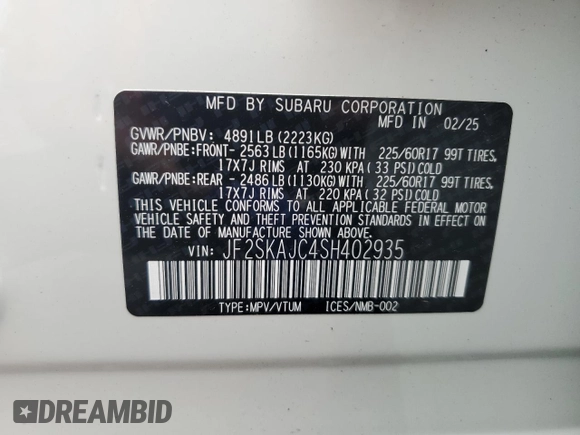 MFD BY SUBARU CORPORATION
IN JAPAN 02/25
GVWR/PNBV: 4891LB(2223KG)
GAWR/PNBE:FRONT- 2563LB(1165KG)WITH 225/60R17 99T TIRES,
17X7J RIMS AT 230 KPA(33 PSI)COLD
GAWR/PNBE:REAR - 2486LB(1130KG)WITH 225/60R17 99T TIRES,
17X7J RIMS AT 220 KPA(32 PSI)COLD
THIS VEHICLE CONFORMS TO ALL APPLICABLE FEDERAL MOTOR
VEHICLE SAFETY AND THEFT PREVENTION STANDARDS IN EFFECT ON
THE DATE OF MANUFACTURE SHOWN ABOVE.
VIN: JF2SKAJC4SH402935
TYPE:MPV/VTUM ICES/NMB-002
DREAMBID